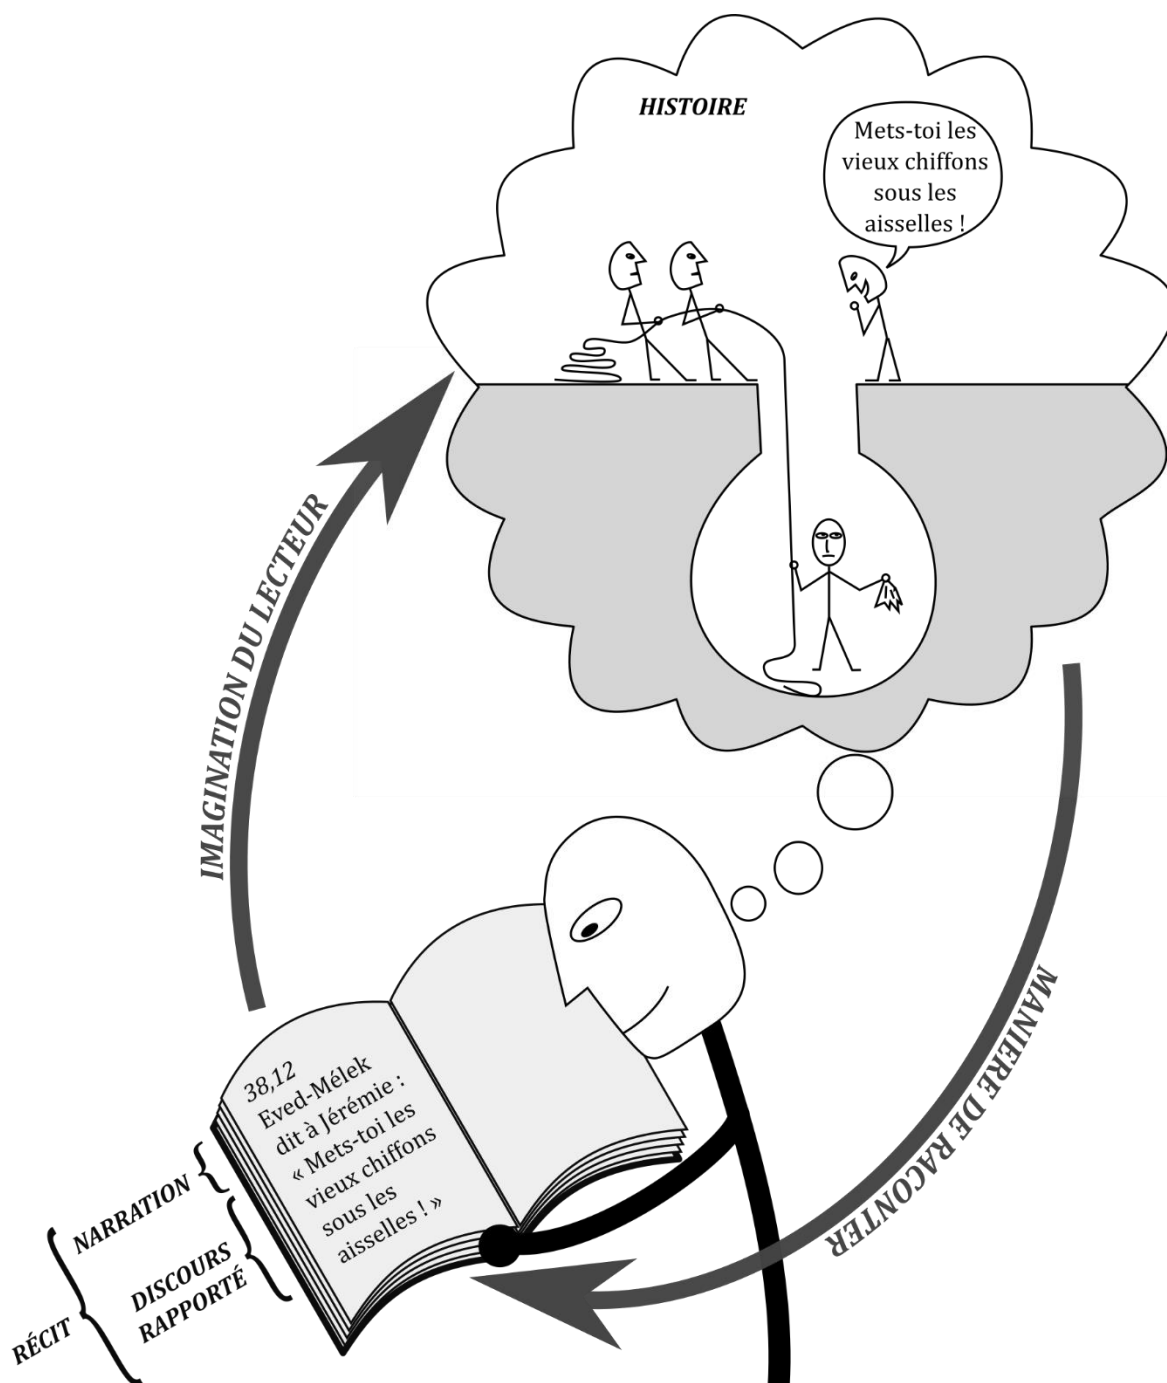 HISTOIRE
Mets-toi les
vieux chiffons
sous les
aisselles !
IMAGINATION DU LECTEUR
MANIERE DE RACONTER
38,12
Eved-Mélek
dit à Jérémie :
« Mets-toi les
vieux chiffons
sous les
aisselles ! »
NARRATION
DISCOURS
RAPPORTÉ
RÉCIT